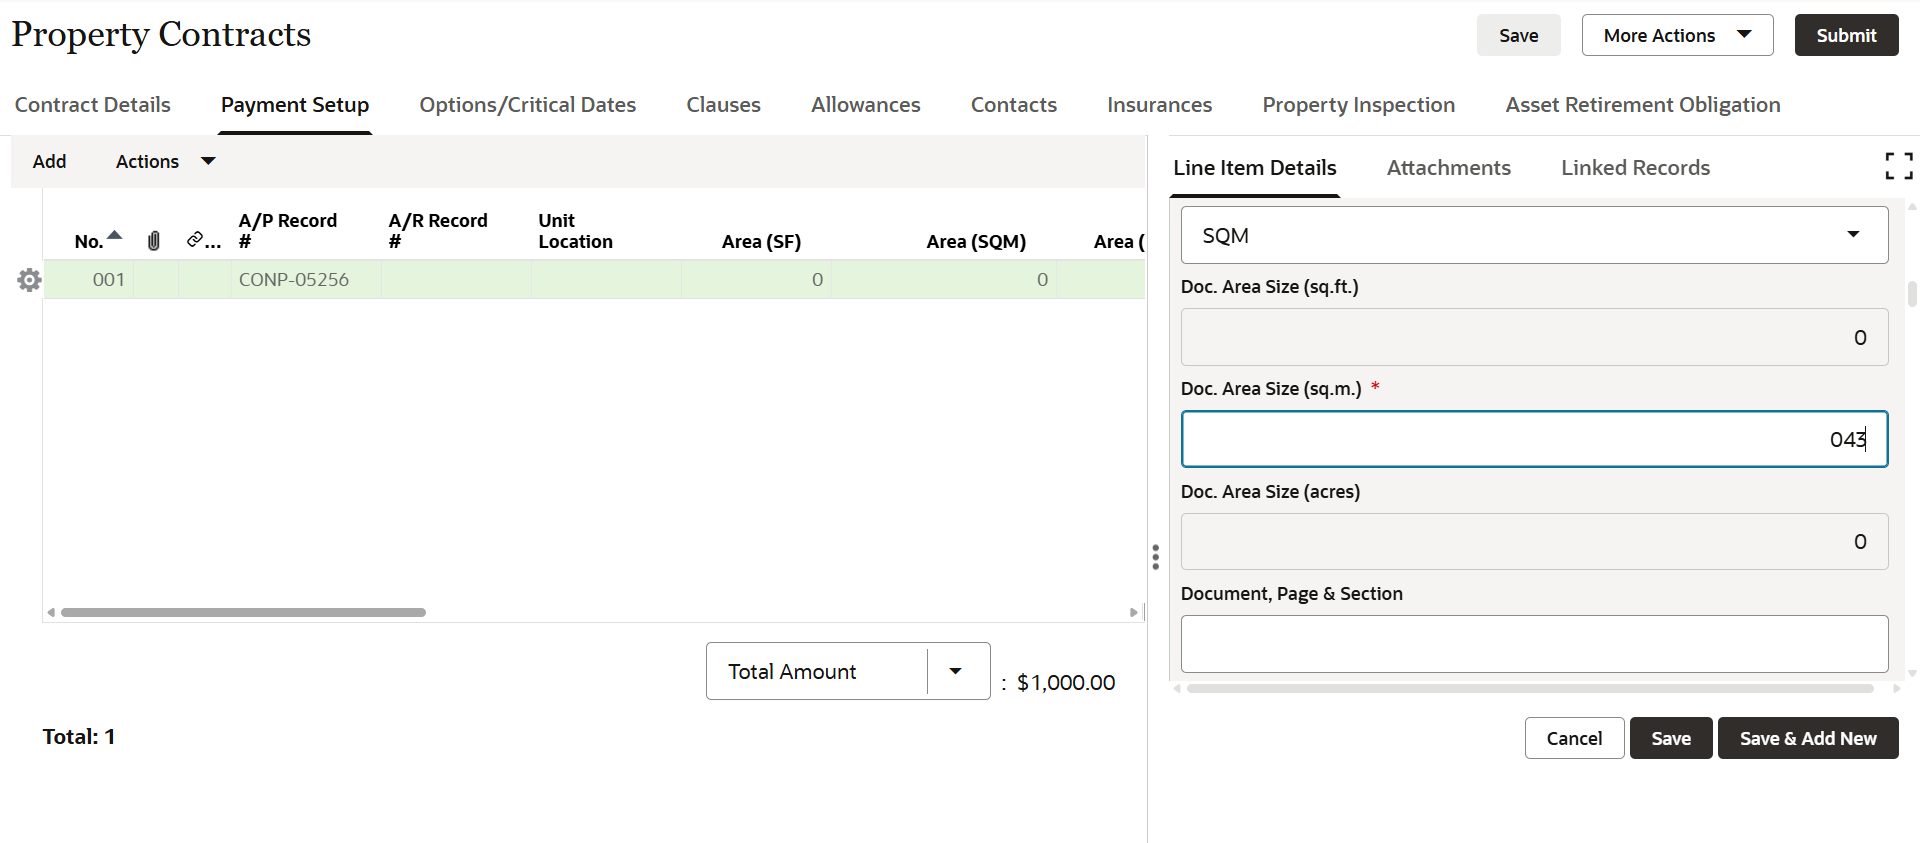 Property Contracts
Save
More Actions
Submit
Contract Details
Payment Setup
Options/Critical Dates
Clauses
Allowances
Contacts
Insurances
Property Inspection
Asset Retirement Obligation
Add
Actions
No.
...
A/P Record
#
A/R Record
#
Unit
Location
Area (SF)
Area (SQM)
Area (
001
CONP-05256
0
0
Total Amount
: $1,000.00
Total: 1
Line Item Details
Attachments
Linked Records
SQM
Doc. Area Size (sq.ft.)
0
Doc. Area Size (sq.m.) *
043
Doc. Area Size (acres)
0
Document, Page & Section
Cancel
Save
Save & Add New